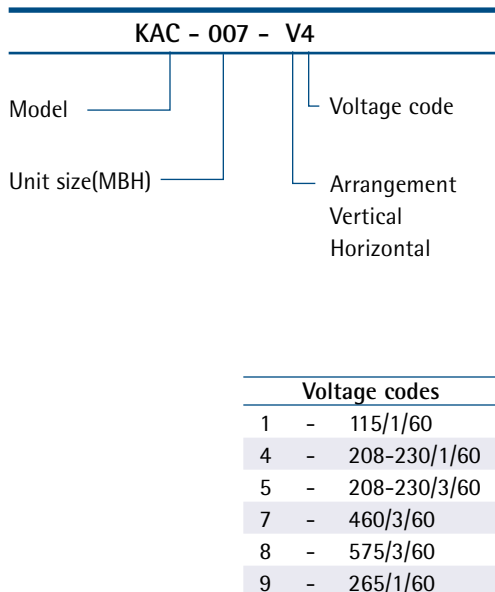 KAC - 007 - V4
Model
Voltage code
Unit size(MBH)
Arrangement
Vertical
Horizontal
Voltage codes
1 - 115/1/60
4 - 208-230/1/60
5 - 208-230/3/60
7 - 460/3/60
8 - 575/3/60
9 - 265/1/60